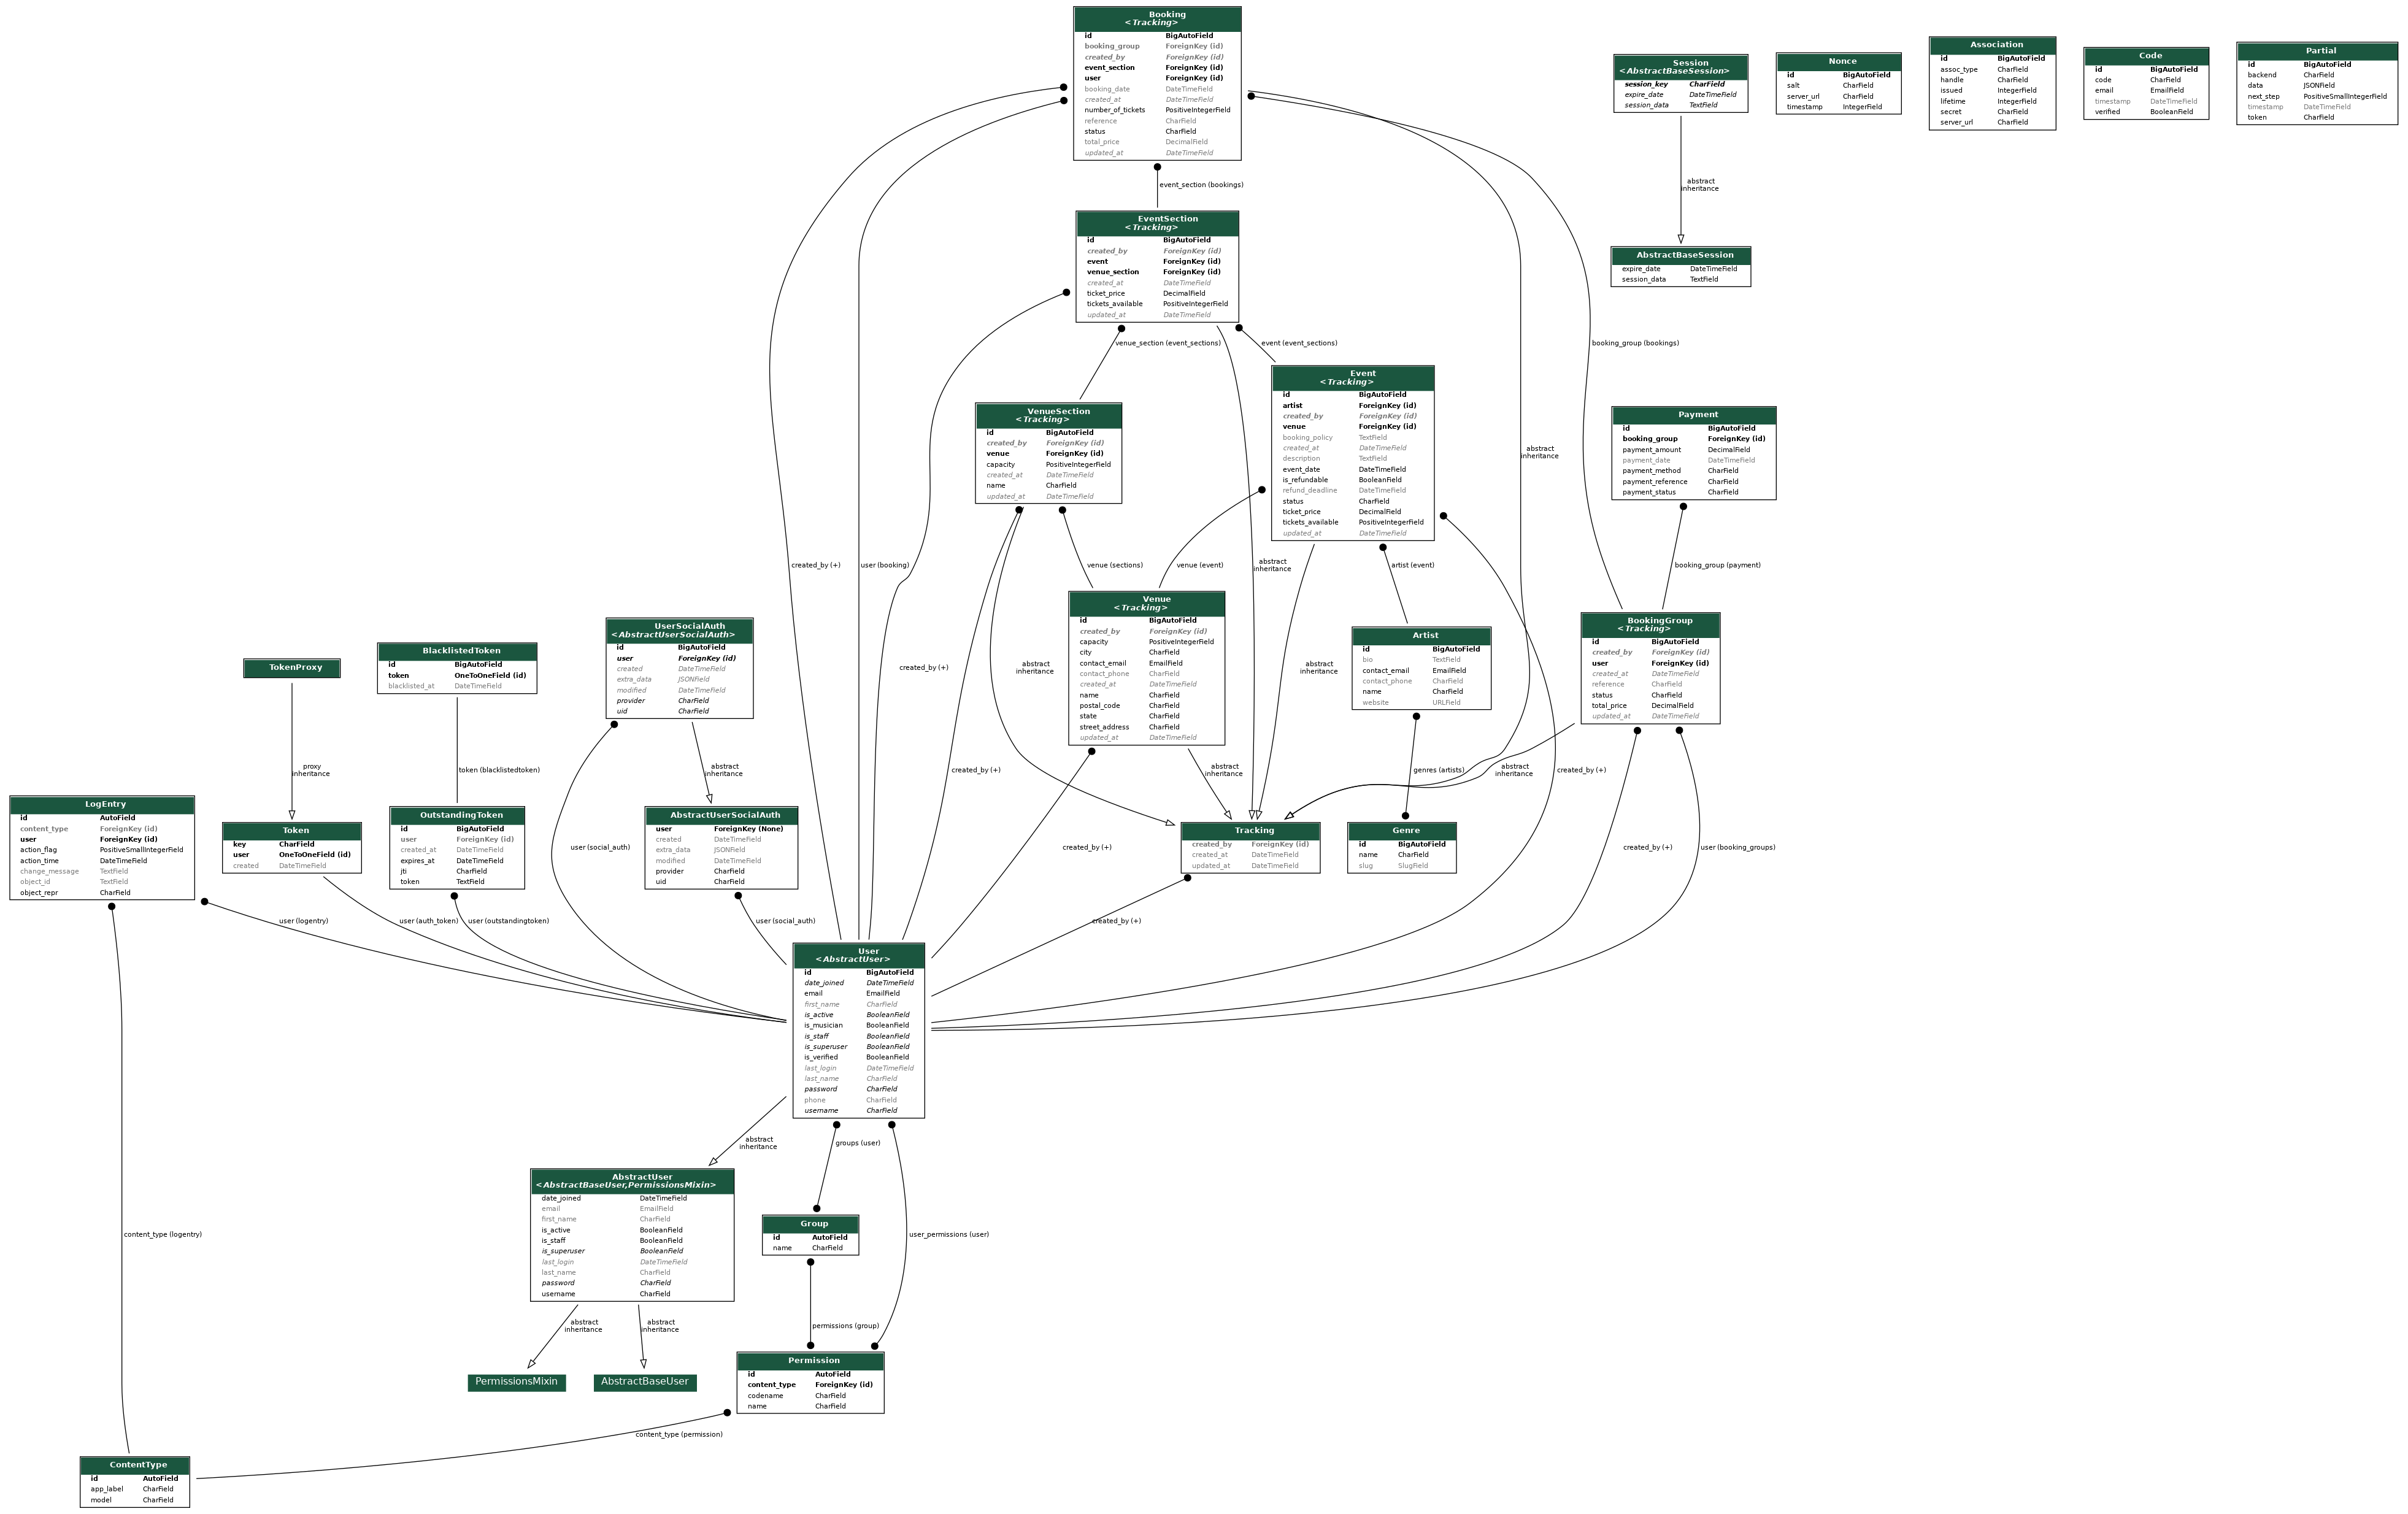 Booking
<Tracking>
id BigAutoField
booking_group ForeignKey (id)
created_by ForeignKey (id)
event_section ForeignKey (id)
user ForeignKey (id)
booking_date DateTimeField
created_at DateTimeField
number_of_tickets PositiveIntegerField
reference CharField
status CharField
total_price DecimalField
updated_at DateTimeField
Session
<AbstractBaseSession>
session_key CharField
expire_date DateTimeField
session_data TextField
Nonce
id BigAutoField
salt CharField
server_url CharField
timestamp IntegerField
Association
id BigAutoField
assoc_type CharField
handle CharField
issued IntegerField
lifetime IntegerField
secret CharField
server_url CharField
Code
id BigAutoField
code CharField
email EmailField
timestamp DateTimeField
verified BooleanField
Partial
id BigAutoField
backend CharField
data JSONField
next_step PositiveSmallIntegerField
timestamp DateTimeField
token CharField
event_section (bookings)
abstract
inheritance
EventSection
<Tracking>
id BigAutoField
created_by ForeignKey (id)
event ForeignKey (id)
venue_section ForeignKey (id)
created_at DateTimeField
ticket_price DecimalField
tickets_available PositiveIntegerField
updated_at DateTimeField
AbstractBaseSession
expire_date DateTimeField
session_data TextField
venue_section (event_sections)
event (event_sections)
booking_group (bookings)
VenueSection
<Tracking>
id BigAutoField
created_by ForeignKey (id)
venue ForeignKey (id)
capacity PositiveIntegerField
created_at DateTimeField
name CharField
updated_at DateTimeField
Event
<Tracking>
id BigAutoField
artist ForeignKey (id)
created_by ForeignKey (id)
venue ForeignKey (id)
booking_policy TextField
created_at DateTimeField
description TextField
event_date DateTimeField
is_refundable BooleanField
refund_deadline DateTimeField
status CharField
ticket_price DecimalField
tickets_available PositiveIntegerField
updated_at DateTimeField
abstract
inheritance
Payment
id BigAutoField
booking_group ForeignKey (id)
payment_amount DecimalField
payment_date DateTimeField
payment_method CharField
payment_reference CharField
payment_status CharField
created_by (+)
user (booking)
venue (sections)
venue (event)
abstract
inheritance
artist (event)
booking_group (payment)
TokenProxy
BlacklistedToken
id BigAutoField
token OneToOneField (id)
blacklisted_at DateTimeField
UserSocialAuth
<AbstractUserSocialAuth>
id BigAutoField
user ForeignKey (id)
created DateTimeField
extra_data JSONField
modified DateTimeField
provider CharField
uid CharField
created_by (+)
abstract
inheritance
Venue
<Tracking>
id BigAutoField
created_by ForeignKey (id)
capacity PositiveIntegerField
city CharField
contact_email EmailField
contact_phone CharField
created_at DateTimeField
name CharField
postal_code CharField
state CharField
street_address CharField
updated_at DateTimeField
abstract
inheritance
Artist
id BigAutoField
bio TextField
contact_email EmailField
contact_phone CharField
name CharField
website URLField
BookingGroup
<Tracking>
id BigAutoField
created_by ForeignKey (id)
user ForeignKey (id)
created_at DateTimeField
reference CharField
status CharField
total_price DecimalField
updated_at DateTimeField
proxy
inheritance
token (blacklistedtoken)
abstract
inheritance
created_by (+)
abstract
inheritance
genres (artists)
abstract
inheritance
created_by (+)
LogEntry
id AutoField
content_type ForeignKey (id)
user ForeignKey (id)
action_flag PositiveSmallIntegerField
action_time DateTimeField
change_message TextField
object_id TextField
object_repr CharField
Token
key CharField
user OneToOneField (id)
created DateTimeField
OutstandingToken
id BigAutoField
user ForeignKey (id)
created_at DateTimeField
expires_at DateTimeField
jti CharField
token TextField
user (social_auth)
AbstractUserSocialAuth
user ForeignKey (None)
created DateTimeField
extra_data JSONField
modified DateTimeField
provider CharField
uid CharField
created_by (+)
Tracking
created_by ForeignKey (id)
created_at DateTimeField
updated_at DateTimeField
Genre
id BigAutoField
name CharField
slug SlugField
created_by (+)
user (booking_groups)
user (logentry)
user (auth_token)
user (outstandingtoken)
user (social_auth)
created_by (+)
User
<AbstractUser>
id BigAutoField
date_joined DateTimeField
email EmailField
first_name CharField
is_active BooleanField
is_musician BooleanField
is_staff BooleanField
is_superuser BooleanField
is_verified BooleanField
last_login DateTimeField
last_name CharField
password CharField
phone CharField
username CharField
abstract
inheritance
groups (user)
AbstractUser
<AbstractBaseUser,PermissionsMixin>
date_joined DateTimeField
email EmailField
first_name CharField
is_active BooleanField
is_staff BooleanField
is_superuser BooleanField
last_login DateTimeField
last_name CharField
password CharField
username CharField
Group
id AutoField
name CharField
content_type (logentry)
user_permissions (user)
abstract
inheritance
abstract
inheritance
permissions (group)
PermissionsMixin
AbstractBaseUser
Permission
id AutoField
content_type ForeignKey (id)
codename CharField
name CharField
content_type (permission)
ContentType
id AutoField
app_label CharField
model CharField